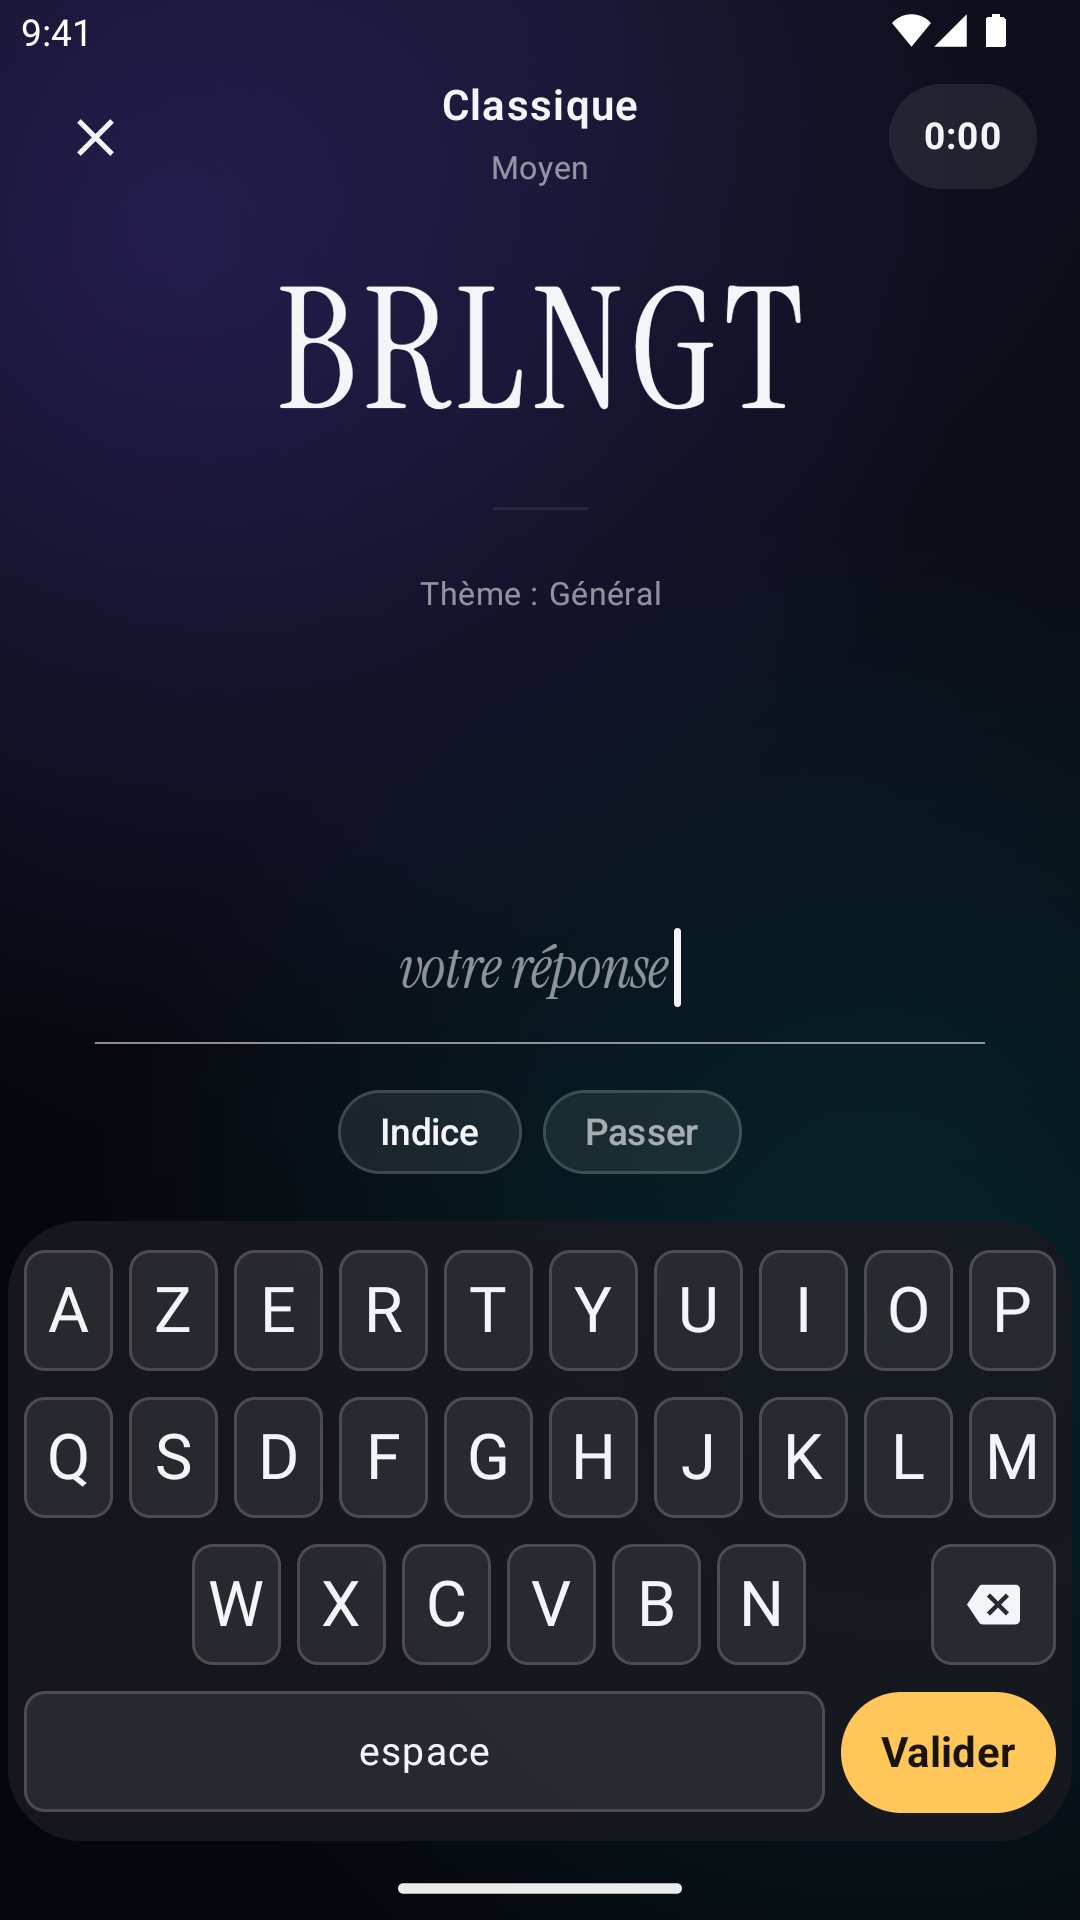 9:41
Classique
Moyen
0:00
BRLNGT
Thème : Général
votre réponse
Indice
Passer
A Z E R T Y U I O P
Q S D F G H J K L M
W X C V B N
espace
Valider